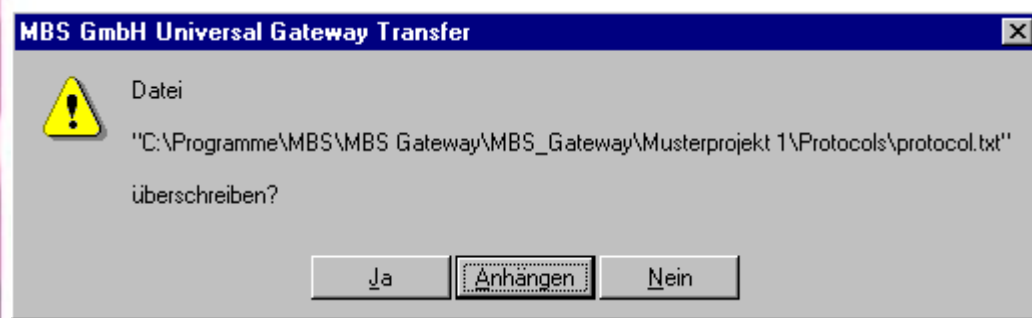 MBS GmbH Universal Gateway Transfer
Datei
"C:\Programme\MBS\MBS Gateway\MBS_Gateway\Musterprojekt 1\Protocols\protocol.txt"
überschreiben?
Ja Anhängen Nein